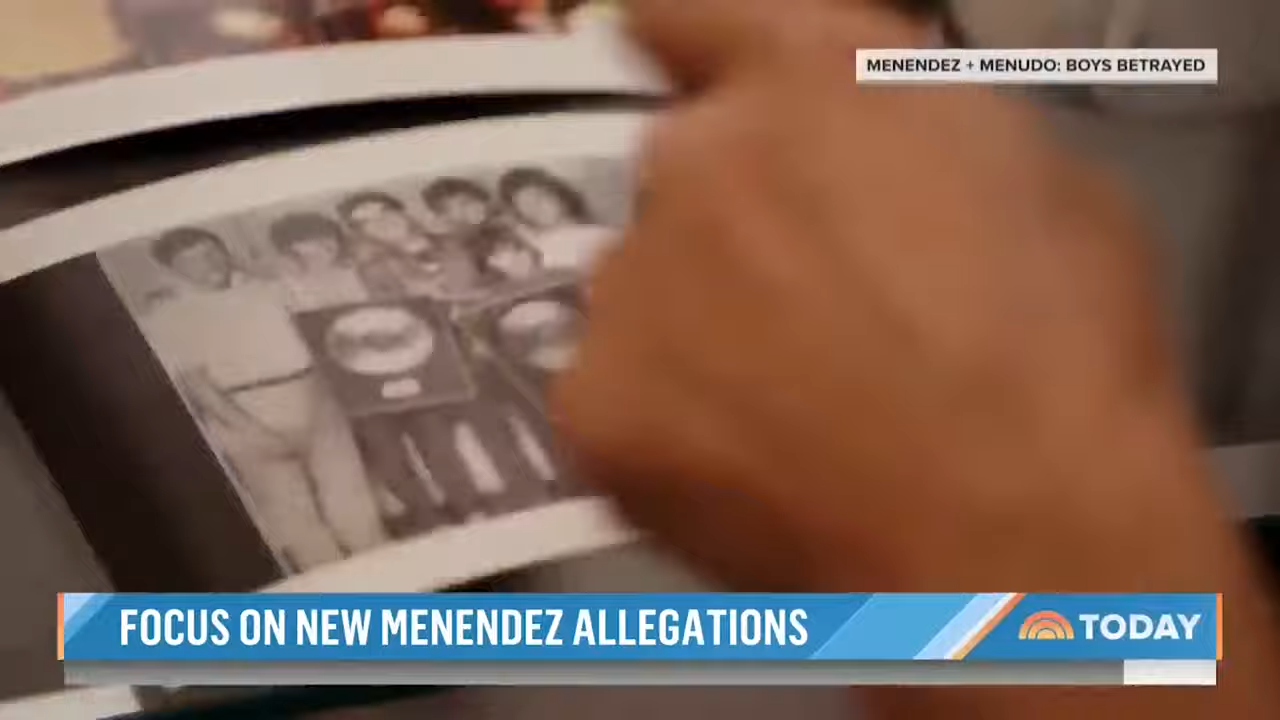 MENENDEZ + MENUDO: BOYS BETRAYED
FOCUS ON NEW MENENDEZ ALLEGATIONS
TODAY